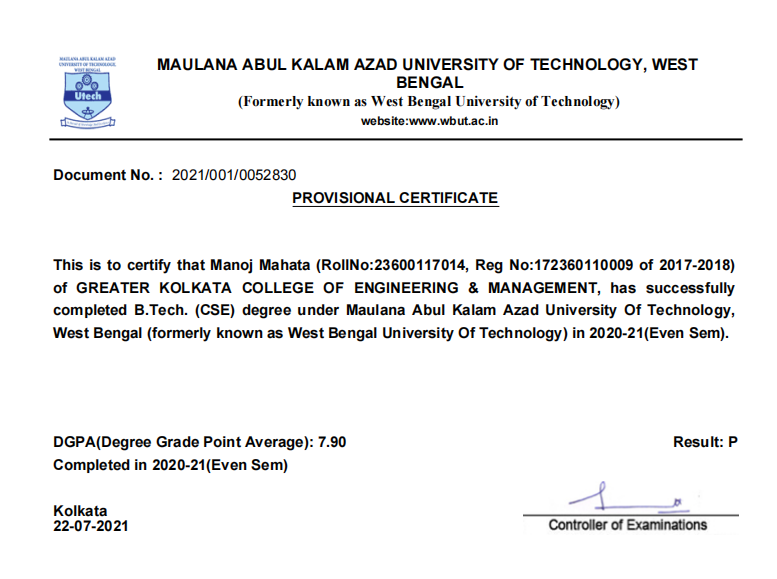 MAULANA ABUL KALAM AZAD
UNIVERSITY OF TECHNOLOGY,
WEST BENGAL
Utech
MAULANA ABUL KALAM AZAD UNIVERSITY OF TECHNOLOGY, WEST
BENGAL
(Formerly known as West Bengal University of Technology)
website:www.wbut.ac.in
Document No. : 2021/001/0052830
PROVISIONAL CERTIFICATE
This is to certify that Manoj Mahata (RollNo:23600117014, Reg No:172360110009 of 2017-2018)
of GREATER KOLKATA COLLEGE OF ENGINEERING & MANAGEMENT, has successfully
completed B.Tech. (CSE) degree under Maulana Abul Kalam Azad University Of Technology,
West Bengal (formerly known as West Bengal University Of Technology) in 2020-21(Even Sem).
DGPA(Degree Grade Point Average): 7.90 Result: P
Completed in 2020-21(Even Sem)
Kolkata
22-07-2021
Controller of Examinations